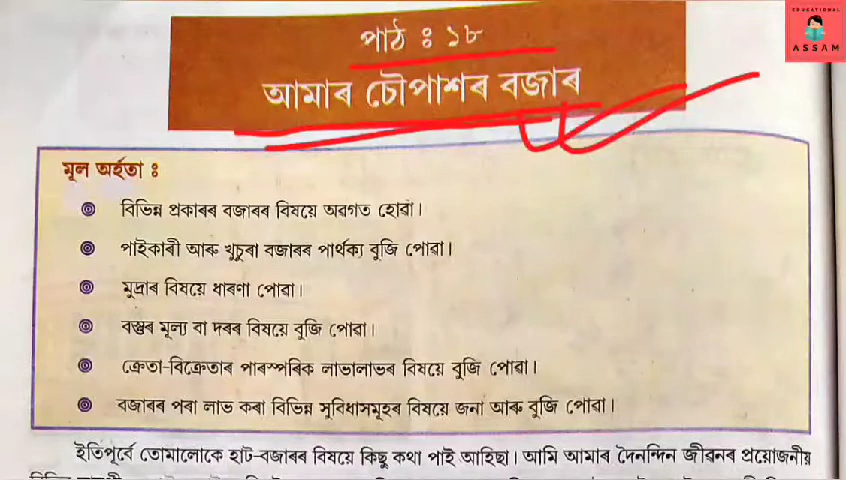 EDUCATIONAL
ASSAM
পাঠ : ১৮
আমাৰ চৌপাশৰ বজাৰ
মূল অৰ্হতা :
বিভিন্ন প্ৰকাৰৰ বজাৰৰ বিষয়ে অৱগত হোৱা।
পাইকাৰী আৰু খুচুৰা বজাৰৰ পাৰ্থক্য বুজি পোৱা।
মুদ্ৰাৰ বিষয়ে ধাৰণা পোৱা।
বস্তুৰ মূল্য বা দৰৰ বিষয়ে বুজি পোৱা।
ক্ৰেতা-বিক্ৰেতাৰ পাৰস্পৰিক লাভালাভৰ বিষয়ে বুজি পোৱা।
বজাৰৰ পৰা লাভ কৰা বিভিন্ন সুবিধাসমূহৰ বিষয়ে জনা আৰু বুজি পোৱা।
ইতিপূৰ্বে তোমালোকে হাট-বজাৰৰ বিষয়ে কিছু কথা পাই আহিছা। আমি আমাৰ দৈনন্দিন জীৱনৰ প্ৰয়োজনীয়